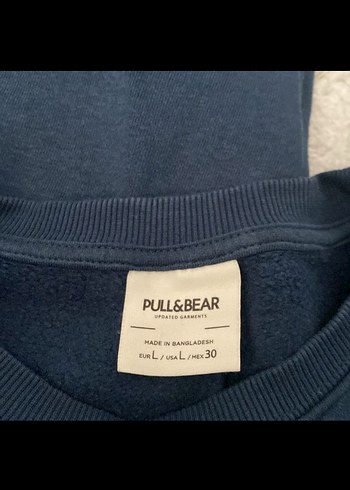 PULL&BEAR
UPDATED GARMENTS
MADE IN BANGLADESH
EUR L / USA L / MEX 30